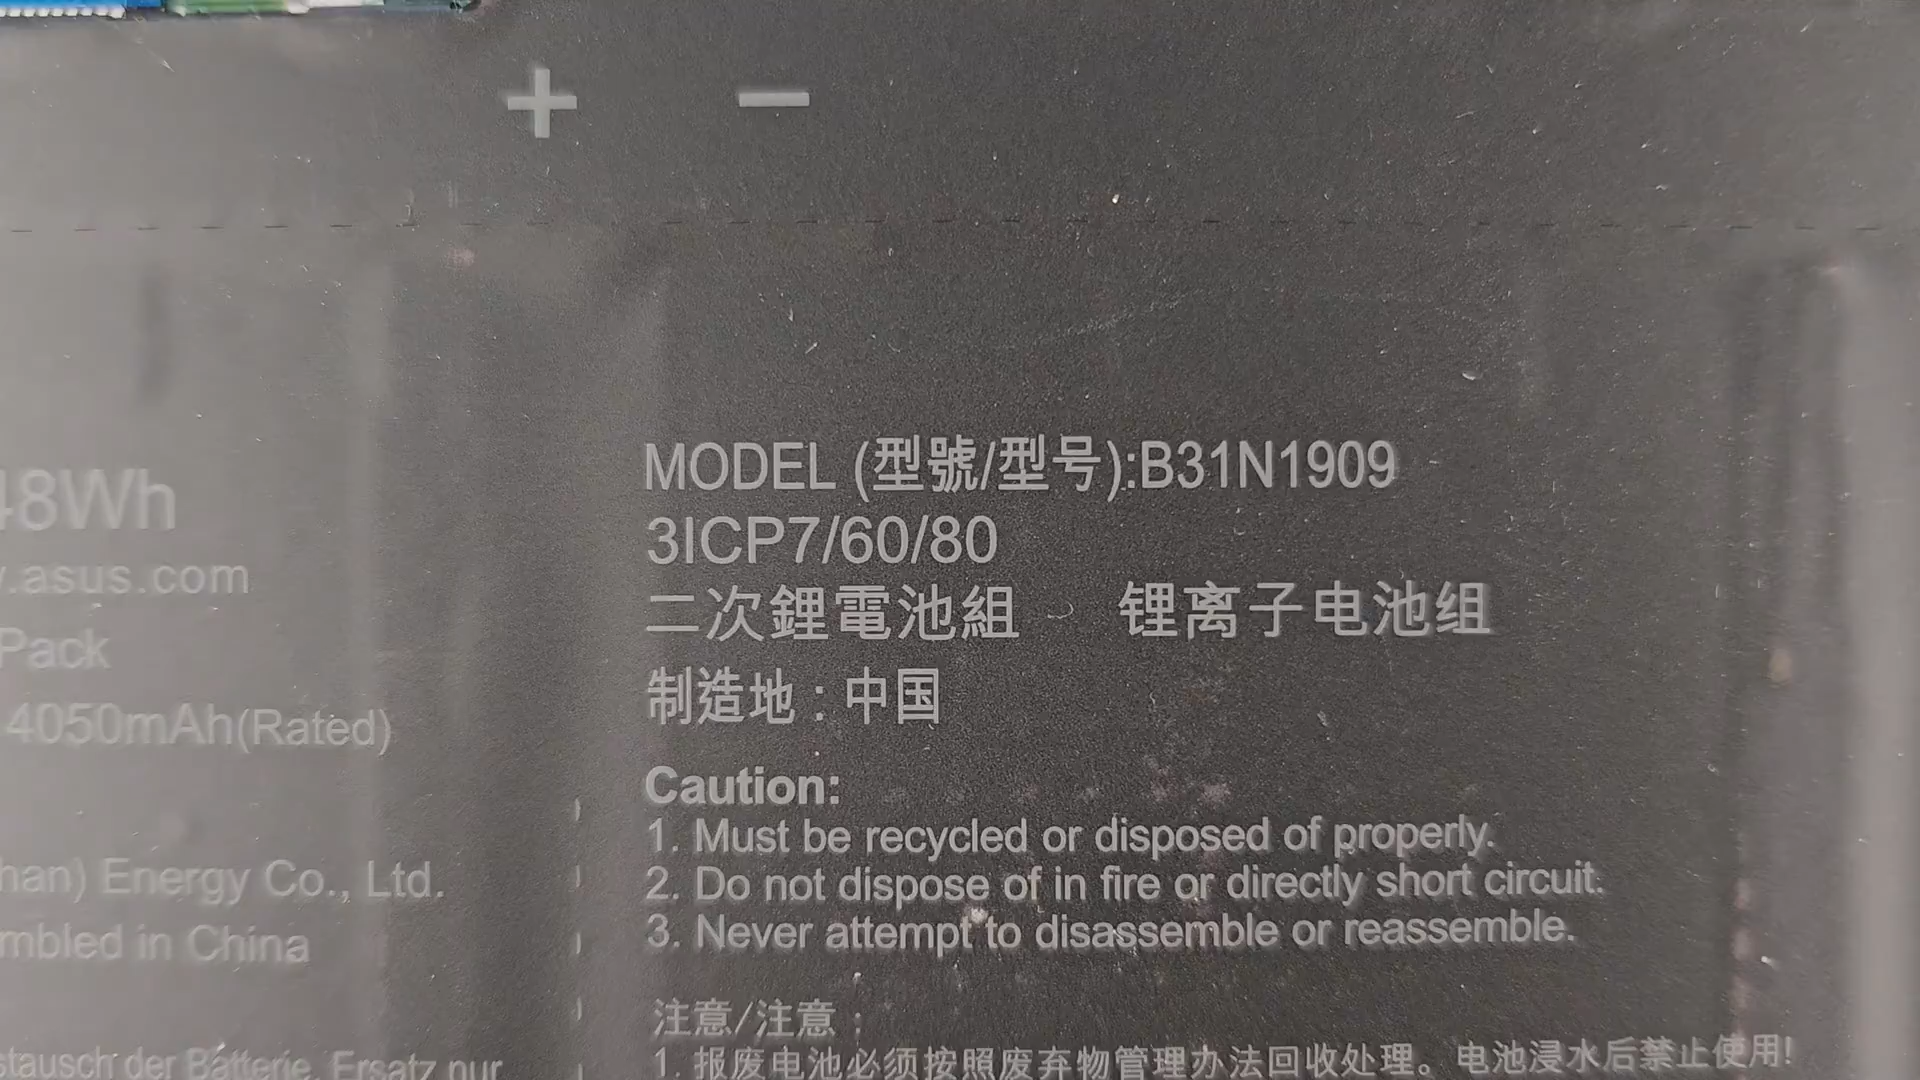 + −
48Wh
.asus.com
Pack
4050mAh(Rated)
Energy Co., Ltd.
in China
der Batterie. Ersatz nur
MODEL (型號/型号):B31N1909
3ICP7/60/80
二次鋰電池組 锂离子电池组
制造地 : 中国
Caution:
1. Must be recycled or disposed of properly.
2. Do not dispose of in fire or directly short circuit.
3. Never attempt to disassemble or reassemble.
注意/注意 :
1. 报废电池必须按照废弃物管理办法回收处理。电池浸水后禁止使用!